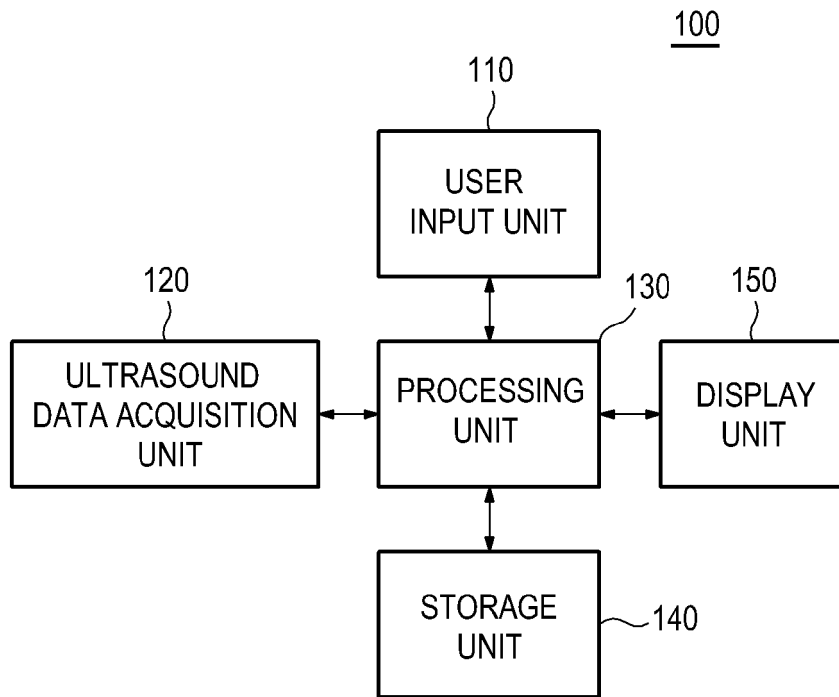 100
110
USER
INPUT UNIT
120
130
150
ULTRASOUND
DATA ACQUISITION
UNIT
PROCESSING
UNIT
DISPLAY
UNIT
STORAGE
UNIT
140